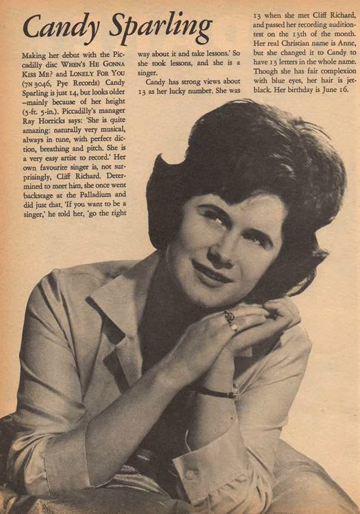 Candy Sparling
Making her debut with the Pic-
cadilly disc WHEN'S HE GONNA
KISS ME? and LONELY FOR YOU
(7N 3046, Pye Records) Candy
Sparling is just 14, but looks older
—mainly because of her height
(5-ft. 5-in.). Piccadilly's manager
Ray Horricks says: 'She is quite
amazing: naturally very musical,
always in tune, with perfect dic-
tion, breathing and pitch. She is
a very easy artist to record.' Her
own favourite singer is, not sur-
prisingly, Cliff Richard. Deter-
mined to meet him, she once went
backstage at the Palladium and
did just that. 'If you want to be a
singer,' he told her, 'go the right
way about it and take lessons.' So
she took lessons, and she is a
singer.
Candy has strong views about
13 as her lucky number. She was
13 when she met Cliff Richard,
and passed her recording audition-
test on the 13th of the month.
Her real Christian name is Anne,
but she changed it to Candy to
have 13 letters in the whole name.
Though she has fair complexion
with blue eyes, her hair is jet-
black. Her birthday is June 16.